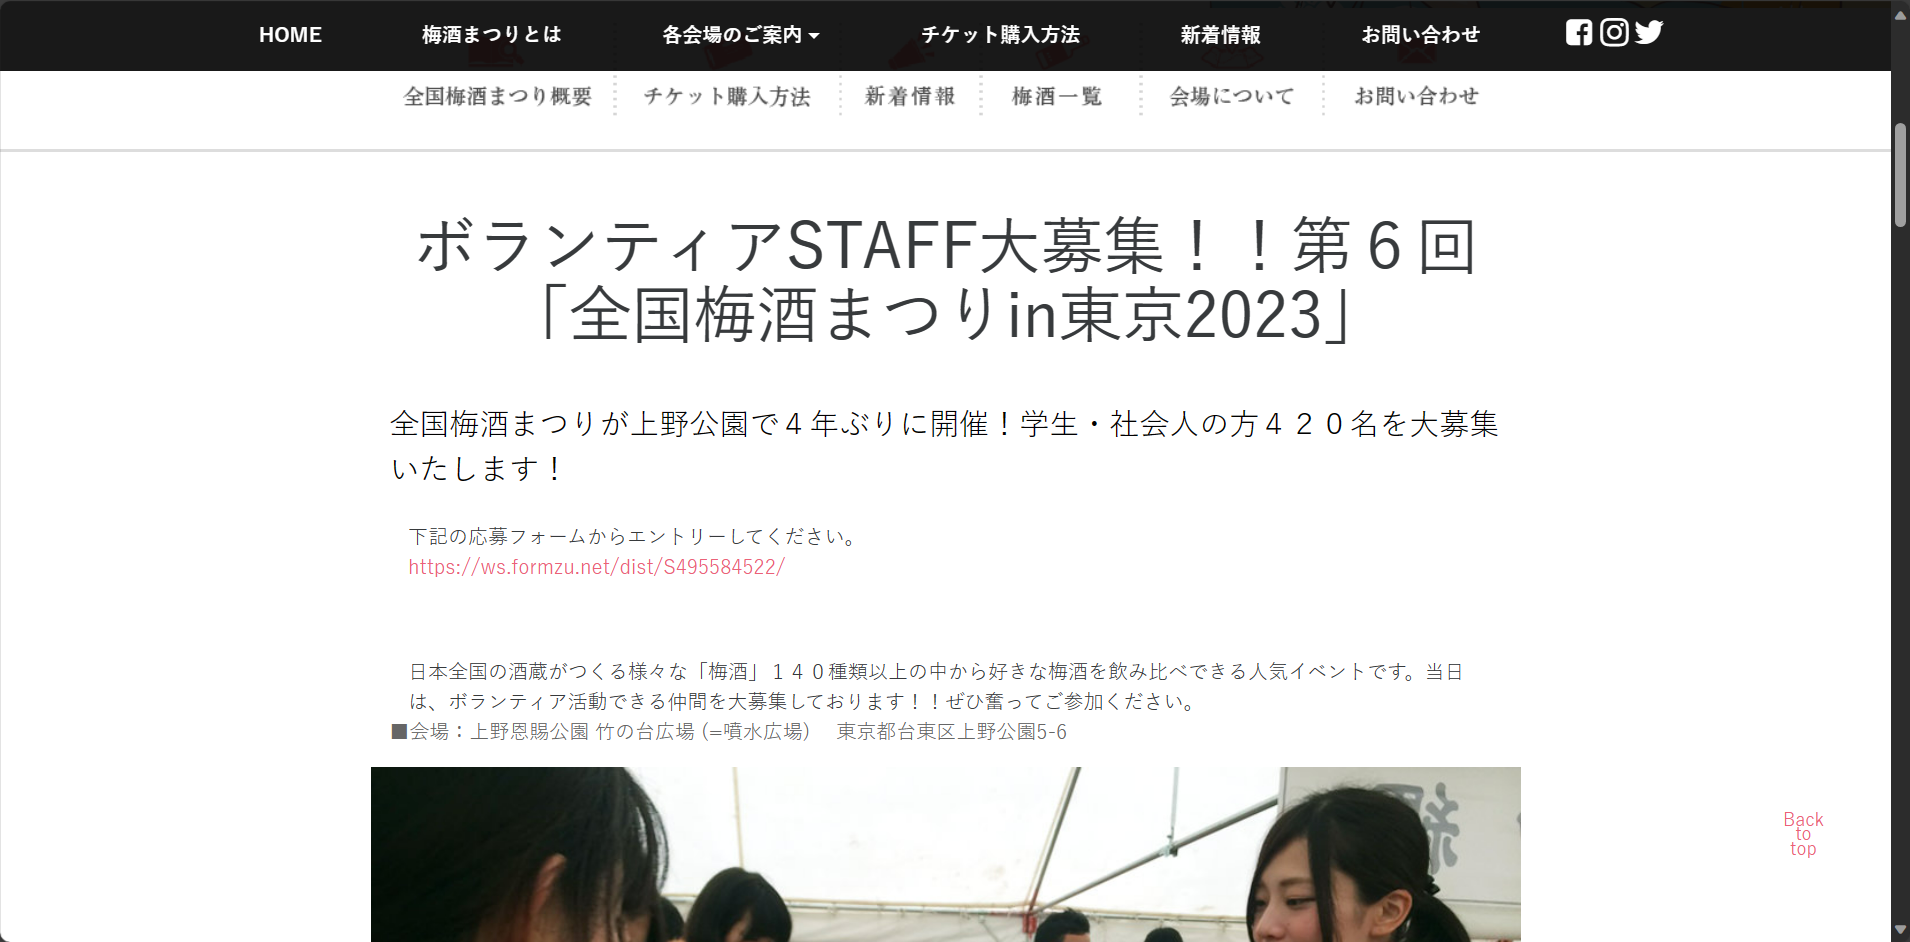 HOME 梅酒まつりとは 各会場のご案内 チケット購入方法 新着情報 お問い合わせ
全国梅酒まつり概要 チケット購入方法 新着情報 梅酒一覧 会場について お問い合わせ
ボランティアSTAFF大募集！！第６回
「全国梅酒まつりin東京2023」
全国梅酒まつりが上野公園で４年ぶりに開催！学生・社会人の方４２０名を大募集
いたします！
下記の応募フォームからエントリーしてください。
https://ws.formzu.net/dist/S495584522/
日本全国の酒蔵がつくる様々な「梅酒」１４０種類以上の中から好きな梅酒を飲み比べできる人気イベントです。当日
は、ボランティア活動できる仲間を大募集しております！！ぜひ奮ってご参加ください。
■会場：上野恩賜公園 竹の台広場 (=噴水広場)　東京都台東区上野公園5-6
Back
to
top